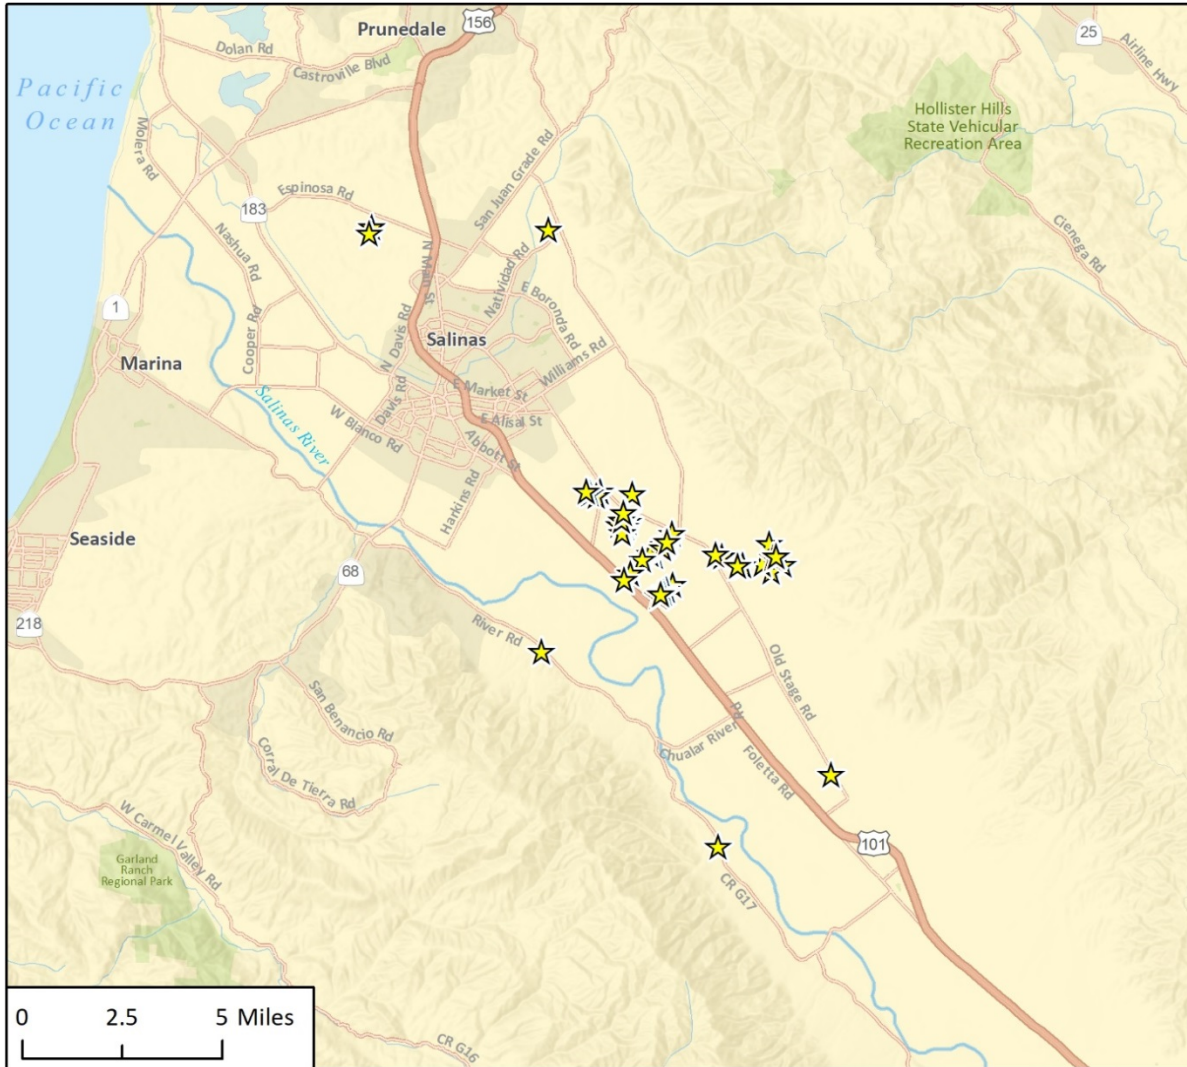 Prunedale
156
25
Dolan Rd
Castroville Blvd
Airline Hwy
Pacific
Ocean
Hollister Hills
State Vehicular
Recreation Area
Molera Rd
San Juan Grade Rd
Espinosa Rd
183
Nashua Rd
N Main St
Natividad Rd
Cienega Rd
E Boronda Rd
1
Cooper Rd
N Davis Rd
Salinas
Marina
Williams Rd
E Market St
Salinas River
Davis Rd
W Blanco Rd
E Alisal St
Abbott St
Harkins Rd
Seaside
68
218
River Rd
Old Stage Rd
San Benancio Rd
Chualar River Rd
Corral De Tierra Rd
Foletta Rd
W Carmel Valley Rd
101
Garland
Ranch
Regional Park
CR G17
0 2.5 5 Miles
CR G16